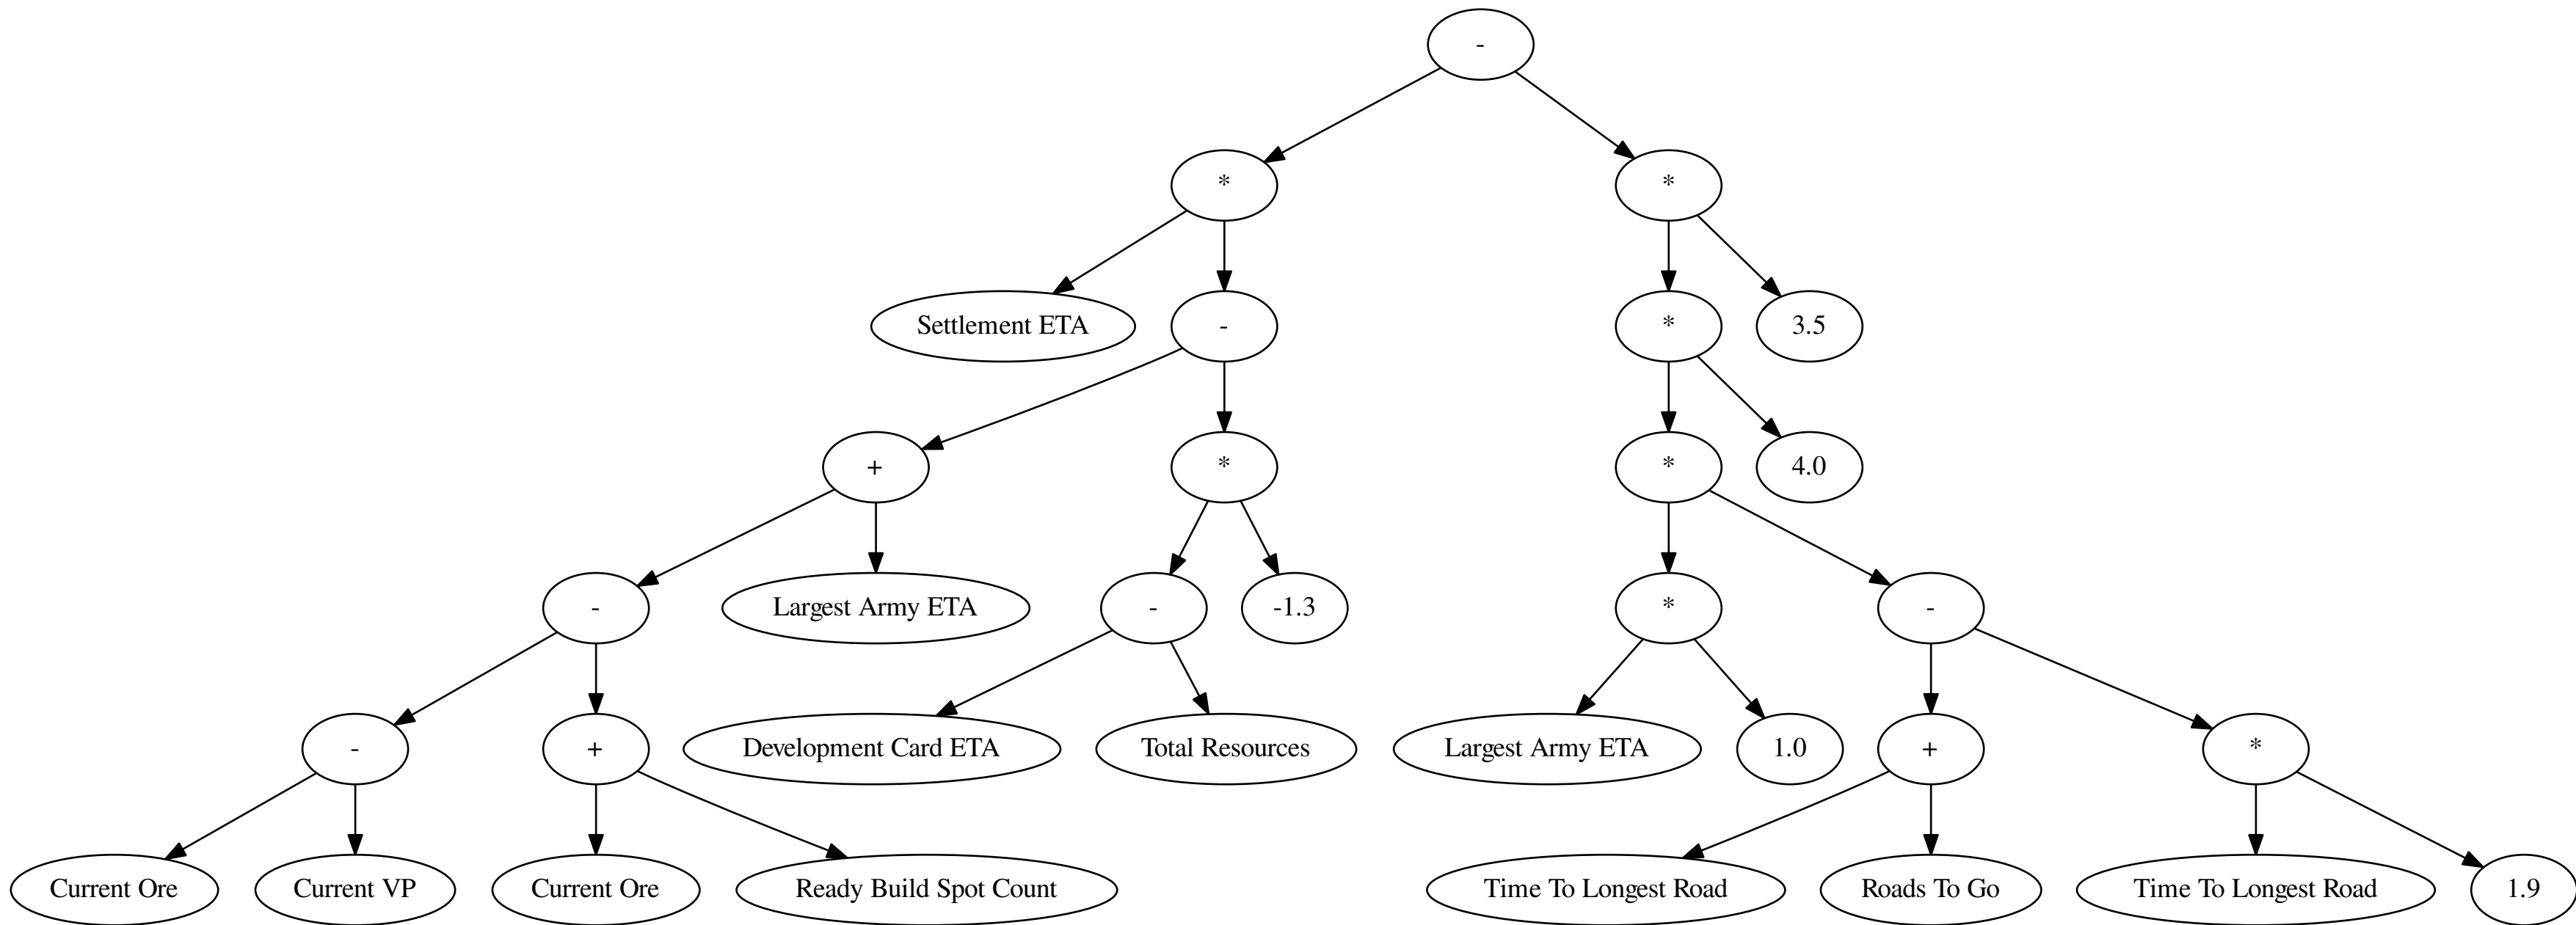 -
*
*
Settlement ETA
-
*
3.5
+
*
*
4.0
-
Largest Army ETA
-
-1.3
*
-
-
+
Development Card ETA
Total Resources
Largest Army ETA
1.0
+
*
Current Ore
Current VP
Current Ore
Ready Build Spot Count
Time To Longest Road
Roads To Go
Time To Longest Road
1.9